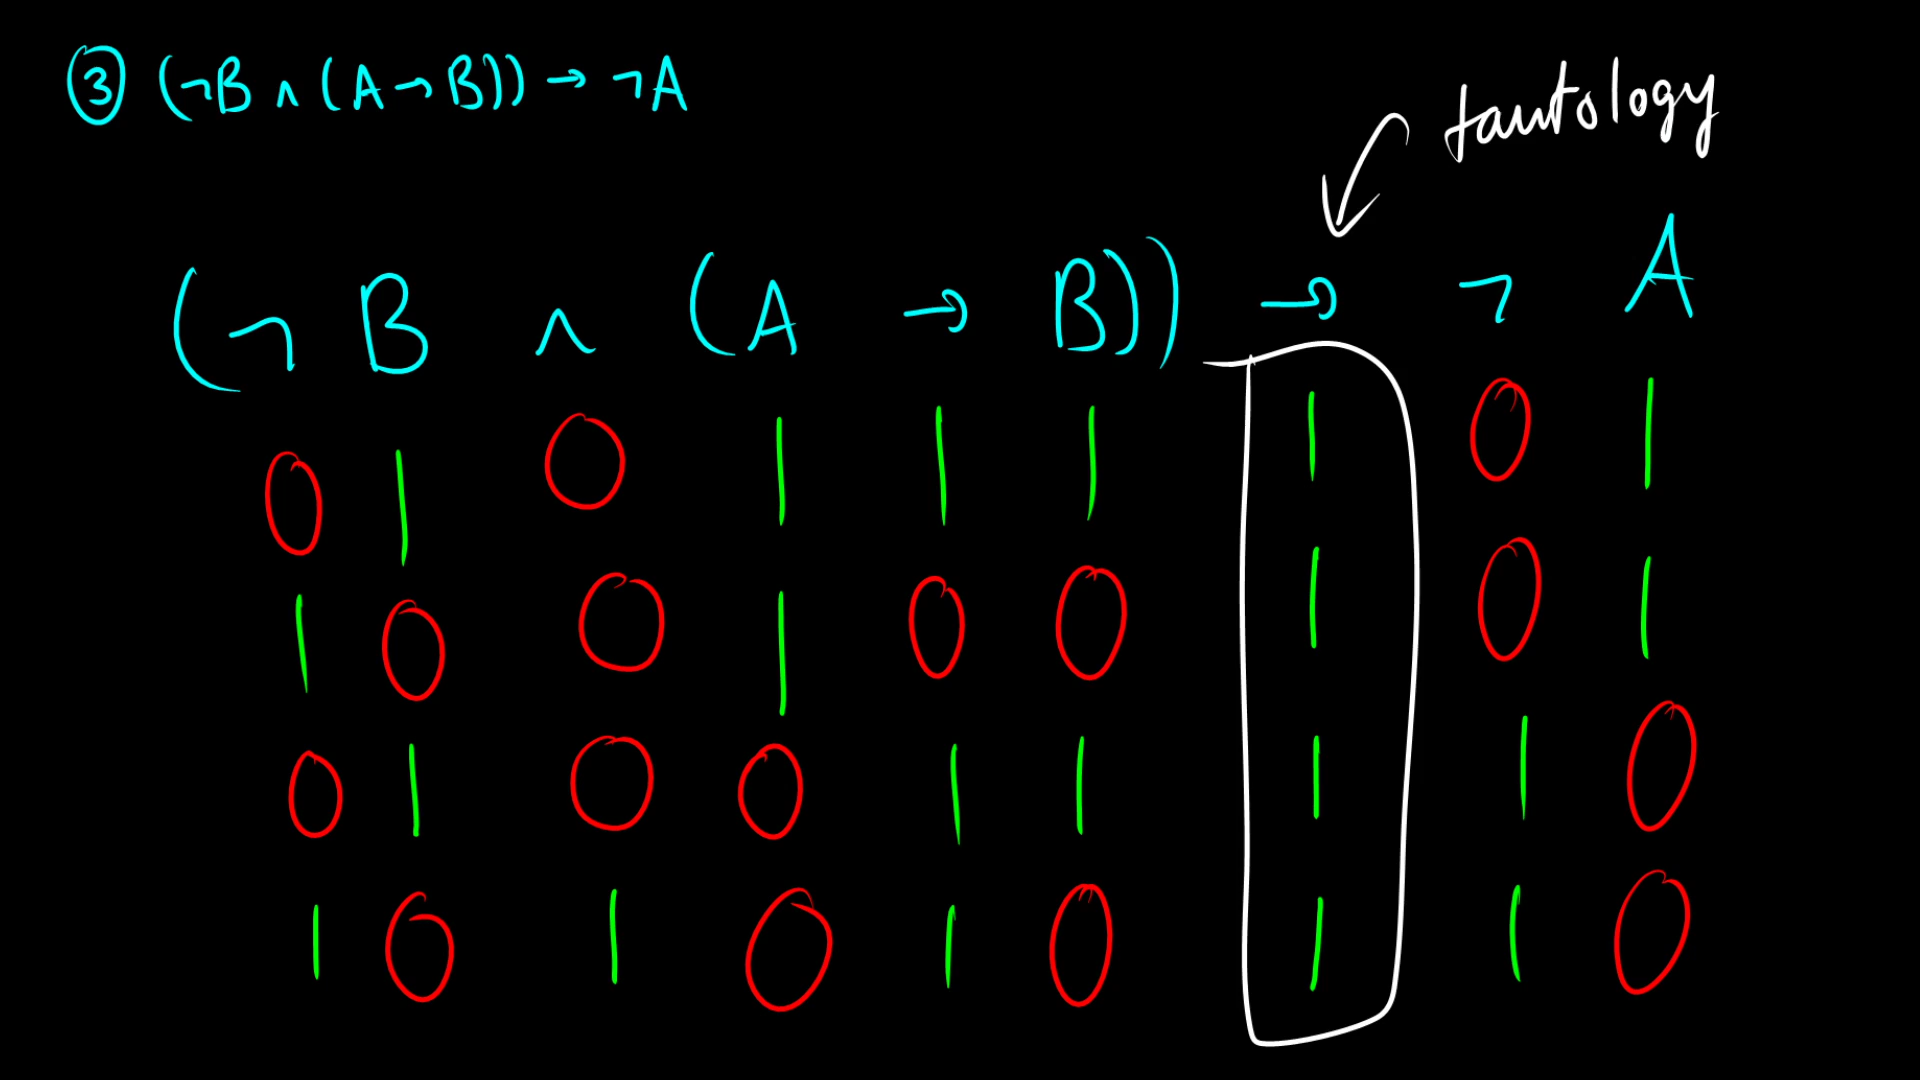 ③ (¬B ∧ (A → B)) → ¬A
tautology
(¬ B ∧ (A → B)) → ¬ A
0 1 0 1 1 1 1 0 1
1 0 0 1 0 0 1 0 1
0 1 0 0 1 1 1 1 0
1 0 1 0 1 0 1 1 0